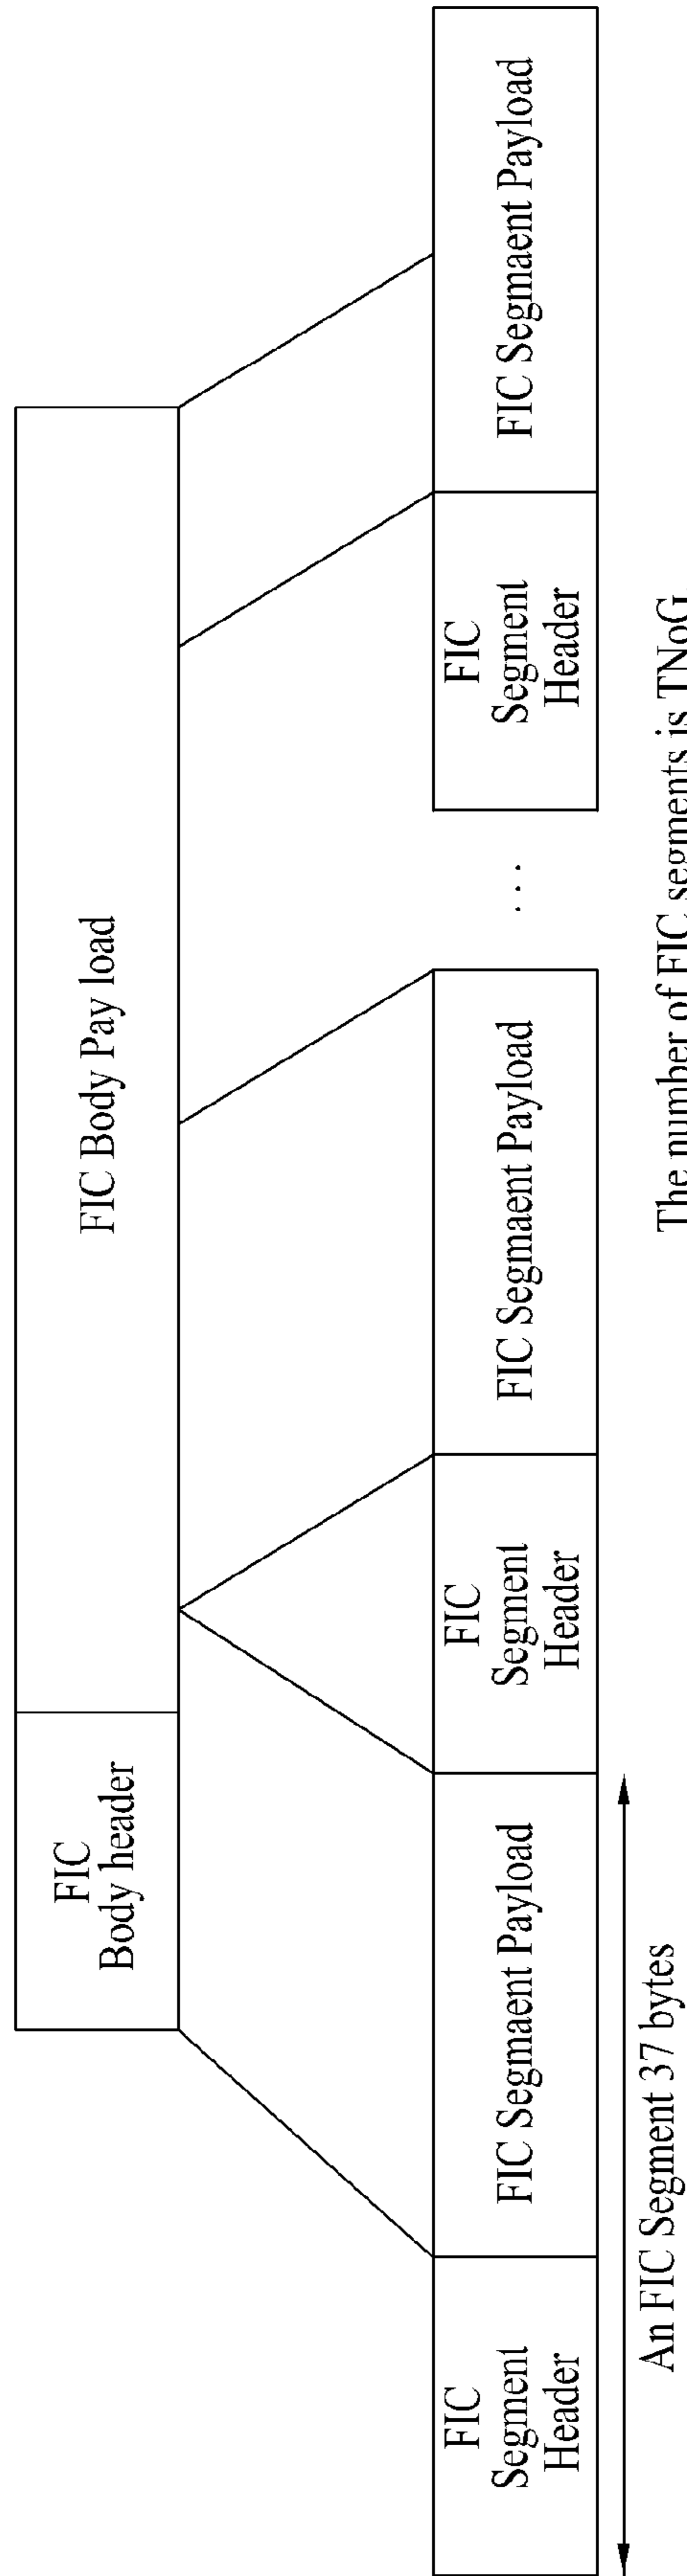 FIC
Body header
FIC Body Pay load
FIC
Segment
Header
FIC Segmaent Payload
FIC
Segment
Header
FIC Segmaent Payload
...
FIC
Segment
Header
FIC Segmaent Payload
An FIC Segment 37 bytes
The number of FIC segments is TNoG